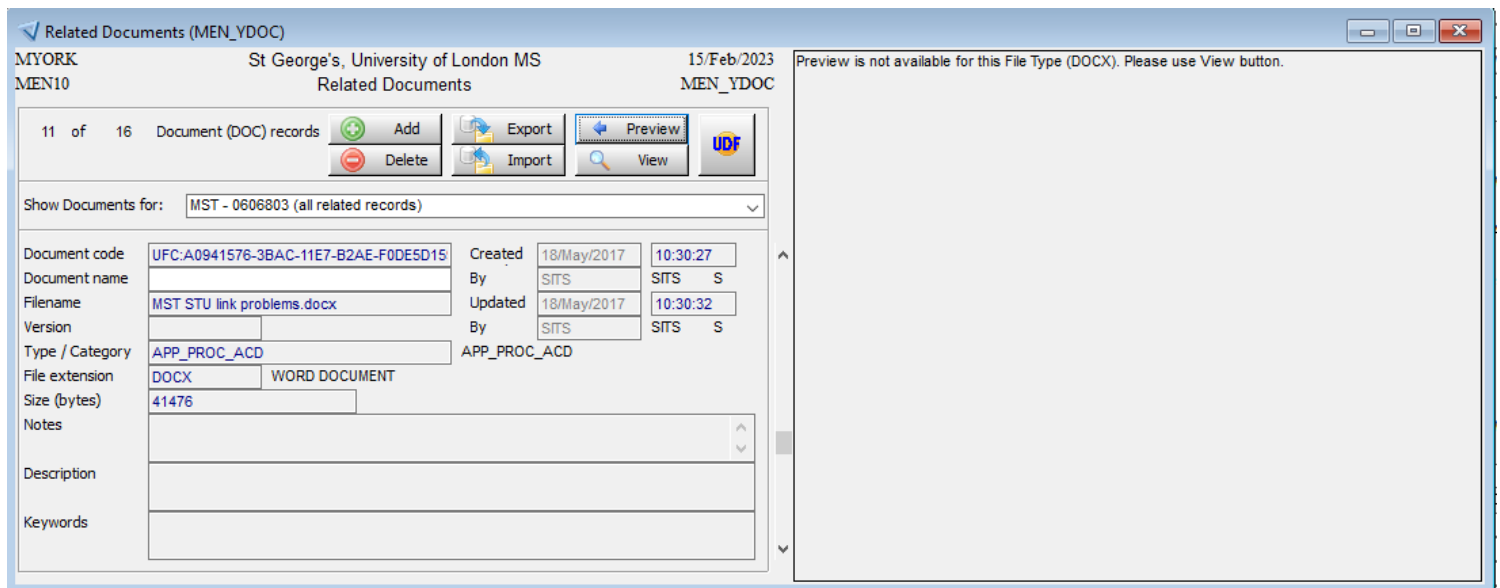 Related Documents (MEN_YDOC)
MYORK St George's, University of London MS 15/Feb/2023
MEN10 Related Documents MEN_YDOC
11 of 16 Document (DOC) records Add Export Preview UDF
Delete Import View
Show Documents for: MST - 0606803 (all related records)
Document code UFC:A0941576-3BAC-11E7-B2AE-F0DE5D15 Created 18/May/2017 10:30:27
Document name By SITS SITS S
Filename MST STU link problems.docx Updated 18/May/2017 10:30:32
Version By SITS SITS S
Type / Category APP_PROC_ACD APP_PROC_ACD
File extension DOCX WORD DOCUMENT
Size (bytes) 41476
Notes
Description
Keywords
Preview is not available for this File Type (DOCX). Please use View button.